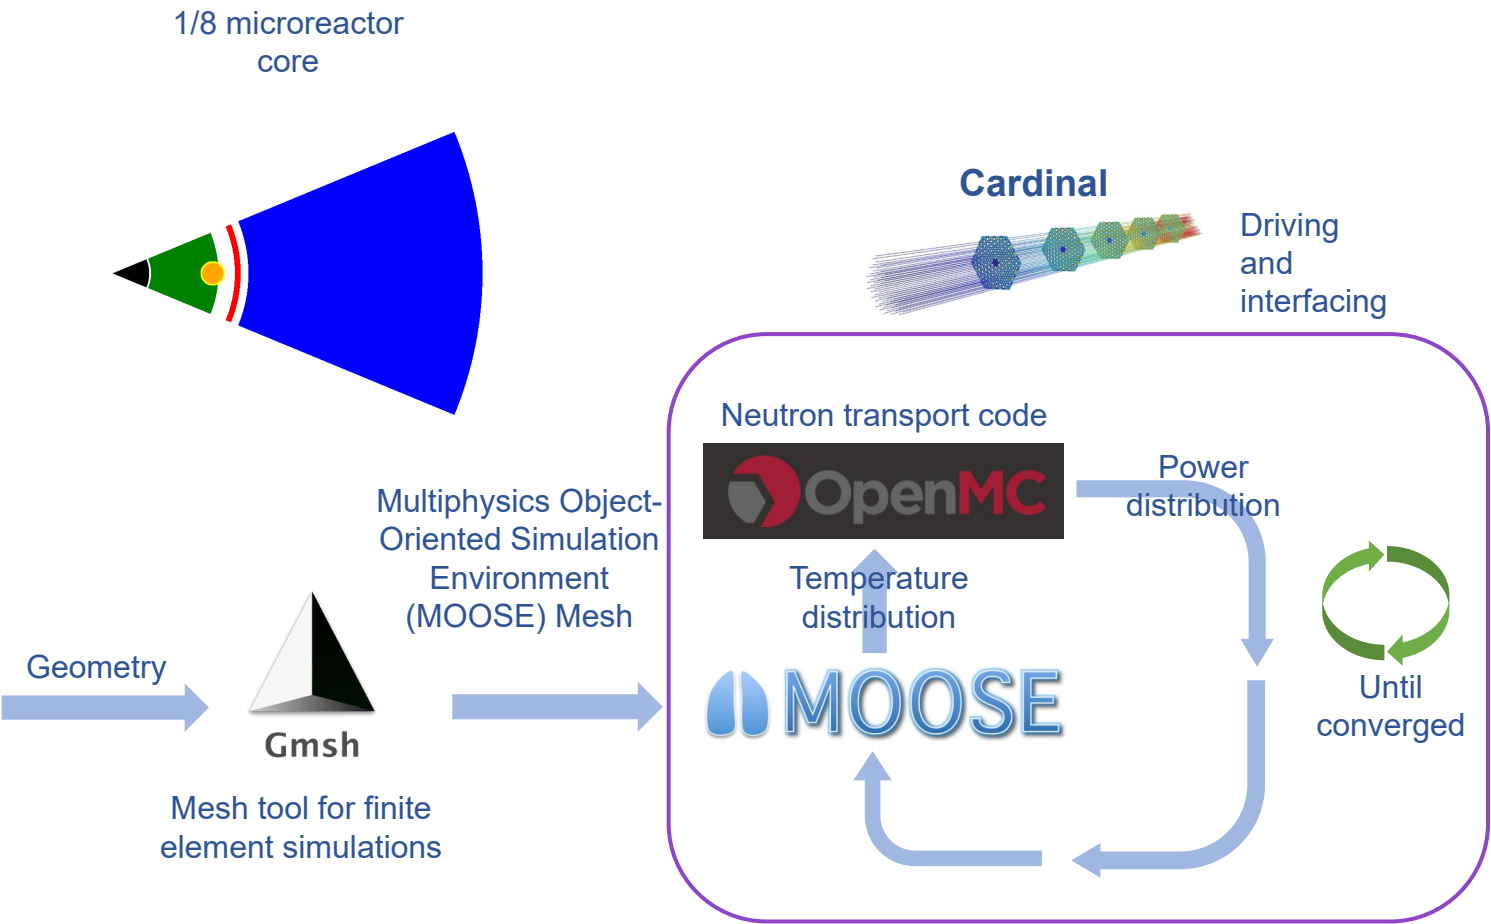 1/8 microreactor
core
Cardinal
Driving
and
interfacing
Neutron transport code
OpenMC
Power
distribution
Multiphysics Object-
Oriented Simulation
Environment
(MOOSE) Mesh
Temperature
distribution
Geometry
Gmsh
MOOSE
Until
converged
Mesh tool for finite
element simulations